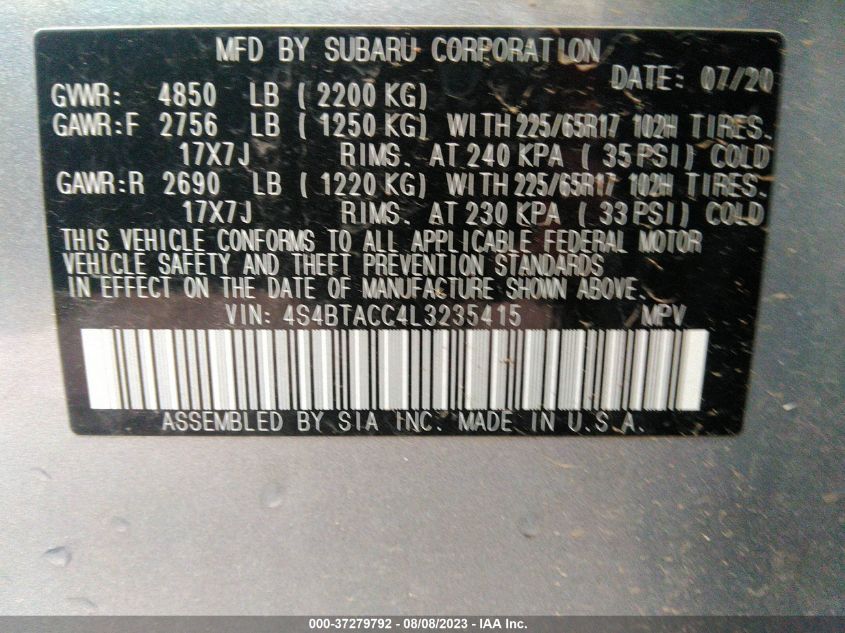 MFD BY SUBARU CORPORATION
DATE: 07/20
GVWR: 4850 LB (2200 KG)
GAWR:F 2756 LB (1250 KG) WITH 225/65R17 102H TIRES.
17X7J RIMS. AT 240 KPA (35 PSI) COLD
GAWR:R 2690 LB (1220 KG) WITH 225/65R17 102H TIRES.
17X7J RIMS. AT 230 KPA (33 PSI) COLD
THIS VEHICLE CONFORMS TO ALL APPLICABLE FEDERAL MOTOR
VEHICLE SAFETY AND THEFT PREVENTION STANDARDS
IN EFFECT ON THE DATE OF MANUFACTURE SHOWN ABOVE.
VIN: 4S4BTACC4L3235415 MPV
ASSEMBLED BY SIA INC. MADE IN U.S.A.
000-37279792 - 08/08/2023 - IAA Inc.